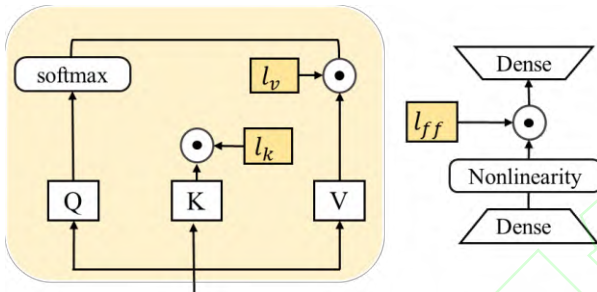 softmax
l_v
l_k
Q
K
V
Dense
l_ff
Nonlinearity
Dense